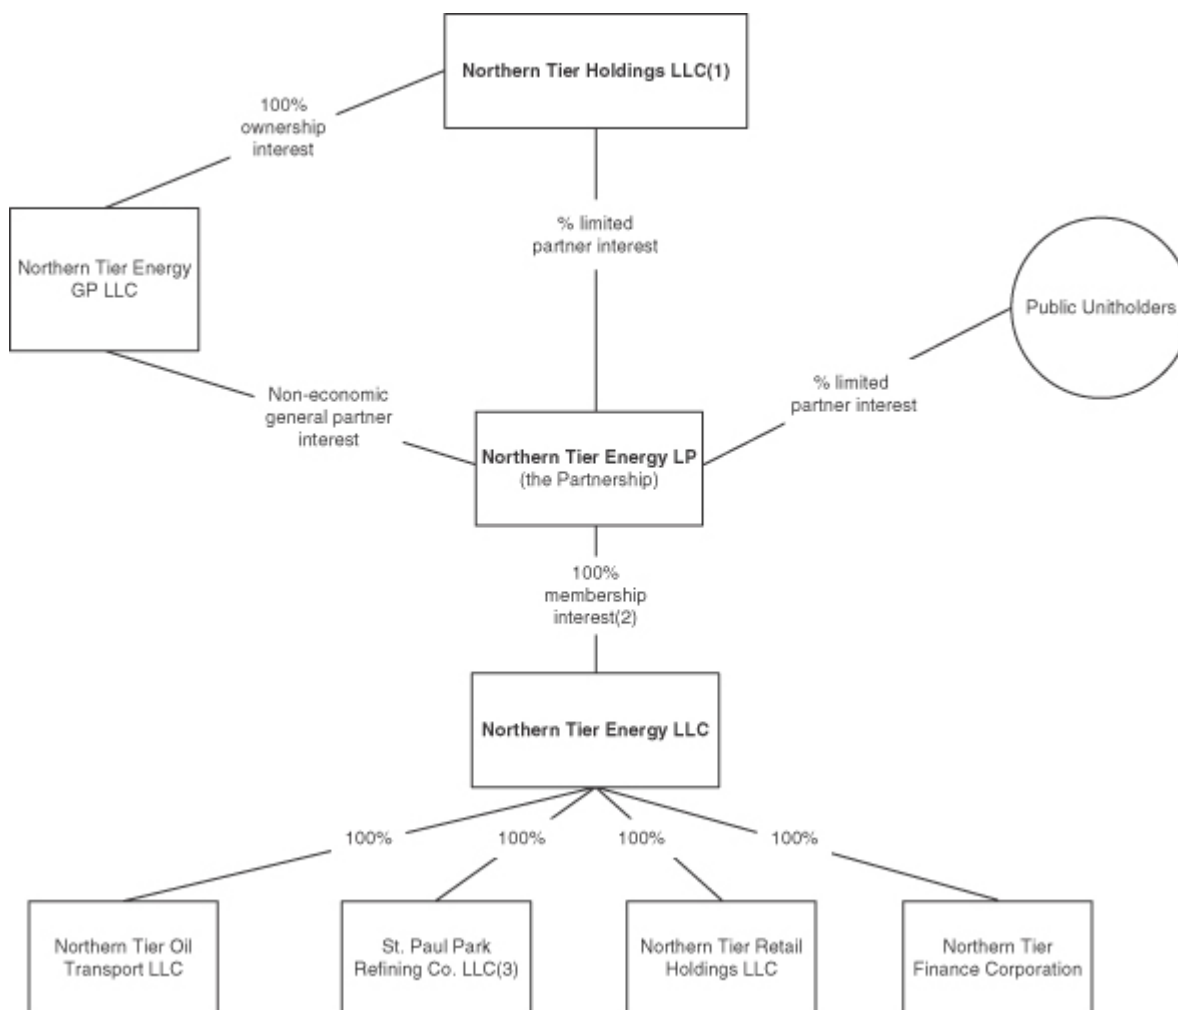 Northern Tier Holdings LLC(1)
100%
ownership
interest
% limited
partner interest
Northern Tier Energy
GP LLC
Public Unitholders
% limited
partner interest
Non-economic
general partner
interest
Northern Tier Energy LP
(the Partnership)
100%
membership
interest(2)
Northern Tier Energy LLC
100%
100%
100%
100%
Northern Tier Oil
Transport LLC
St. Paul Park
Refining Co. LLC(3)
Northern Tier Retail
Holdings LLC
Northern Tier
Finance Corporation